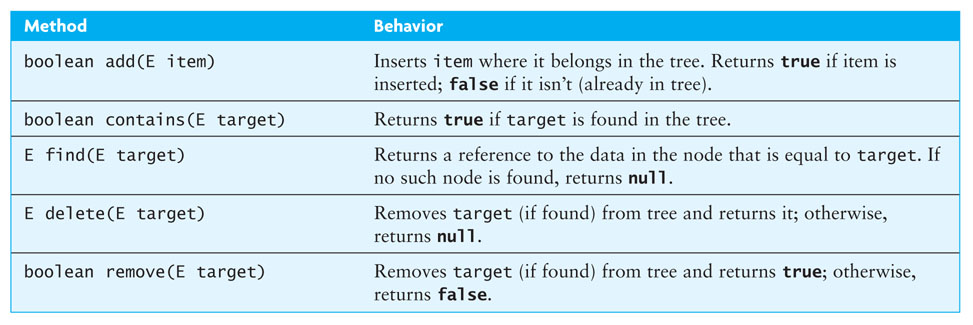 Method Behavior
boolean add(E item) Inserts item where it belongs in the tree. Returns true if item is
inserted; false if it isn't (already in tree).
boolean contains(E target) Returns true if target is found in the tree.
E find(E target) Returns a reference to the data in the node that is equal to target. If
no such node is found, returns null.
E delete(E target) Removes target (if found) from tree and returns it; otherwise,
returns null.
boolean remove(E target) Removes target (if found) from tree and returns true; otherwise,
returns false.